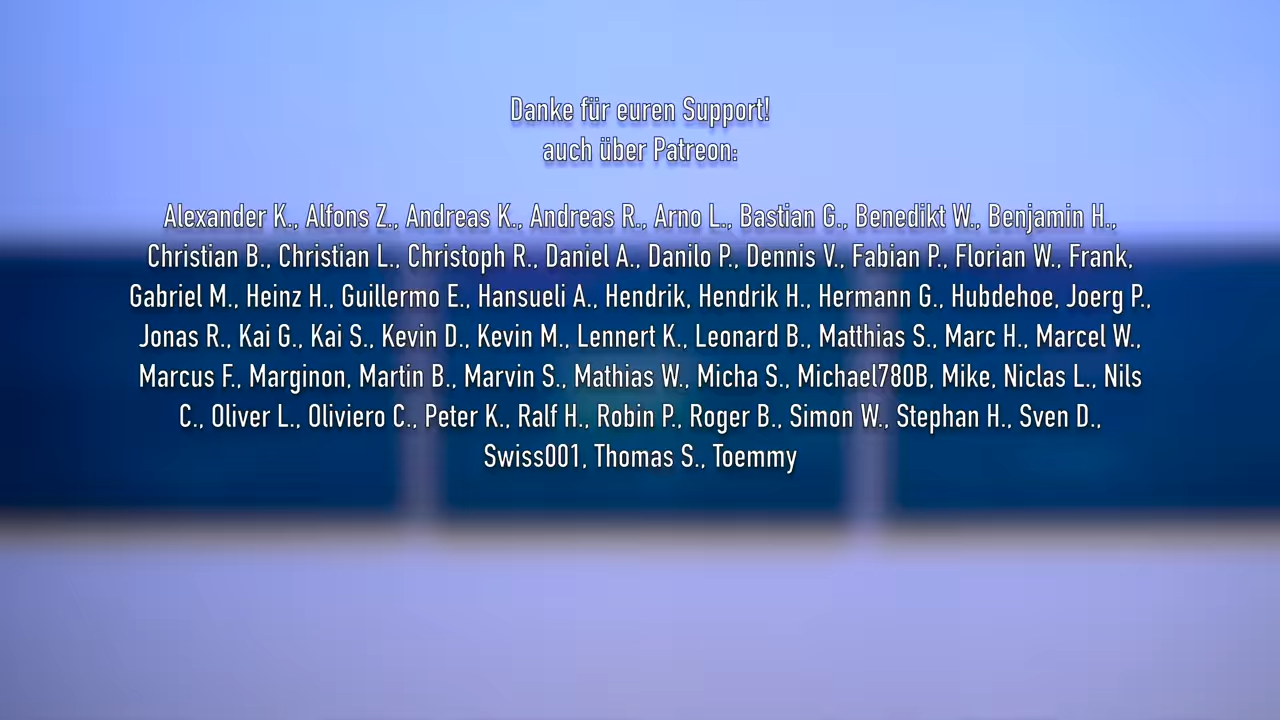 Danke für euren Support!
auch über Patreon:
Alexander K., Alfons Z., Andreas K., Andreas R., Arno L., Bastian G., Benedikt W., Benjamin H.,
Christian B., Christian L., Christoph R., Daniel A., Danilo P., Dennis V., Fabian P., Florian W., Frank,
Gabriel M., Heinz H., Guillermo E., Hansueli A., Hendrik, Hendrik H., Hermann G., Hubdehoe, Joerg P.,
Jonas R., Kai G., Kai S., Kevin D., Kevin M., Lennert K., Leonard B., Matthias S., Marc H., Marcel W.,
Marcus F., Marginon, Martin B., Marvin S., Mathias W., Micha S., Michael780B, Mike, Niclas L., Nils
C., Oliver L., Oliviero C., Peter K., Ralf H., Robin P., Roger B., Simon W., Stephan H., Sven D.,
Swiss001, Thomas S., Toemmy